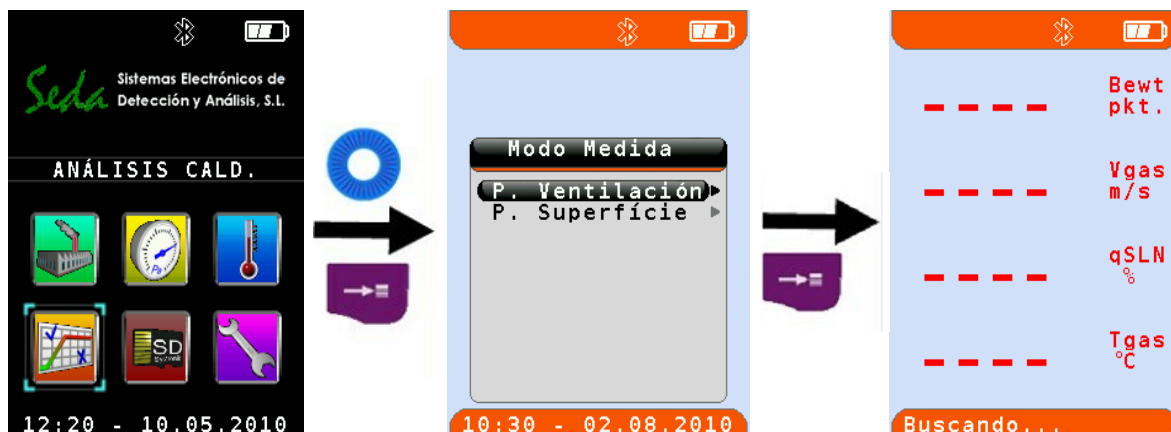 Seda Sistemas Electrónicos de
Detección y Análisis, S.L.
ANÁLISIS CALD.
Pa
SD
12:20 - 10.05.2010
Modo Medida
P. Ventilación
P. Superfície
10:30 - 02.08.2010
Bewt
pkt.
---- 
Vgas
m/s
----
qSLN
%
----
Tgas
°C
----
Buscando...